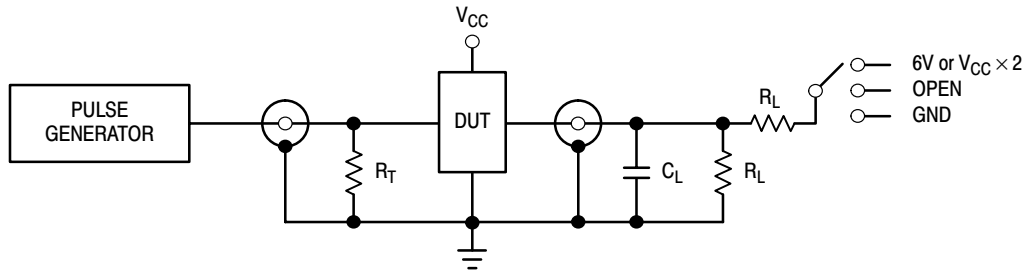 V_CC
PULSE
GENERATOR
DUT
R_T
C_L
R_L
R_L
6V or V_CC × 2
OPEN
GND